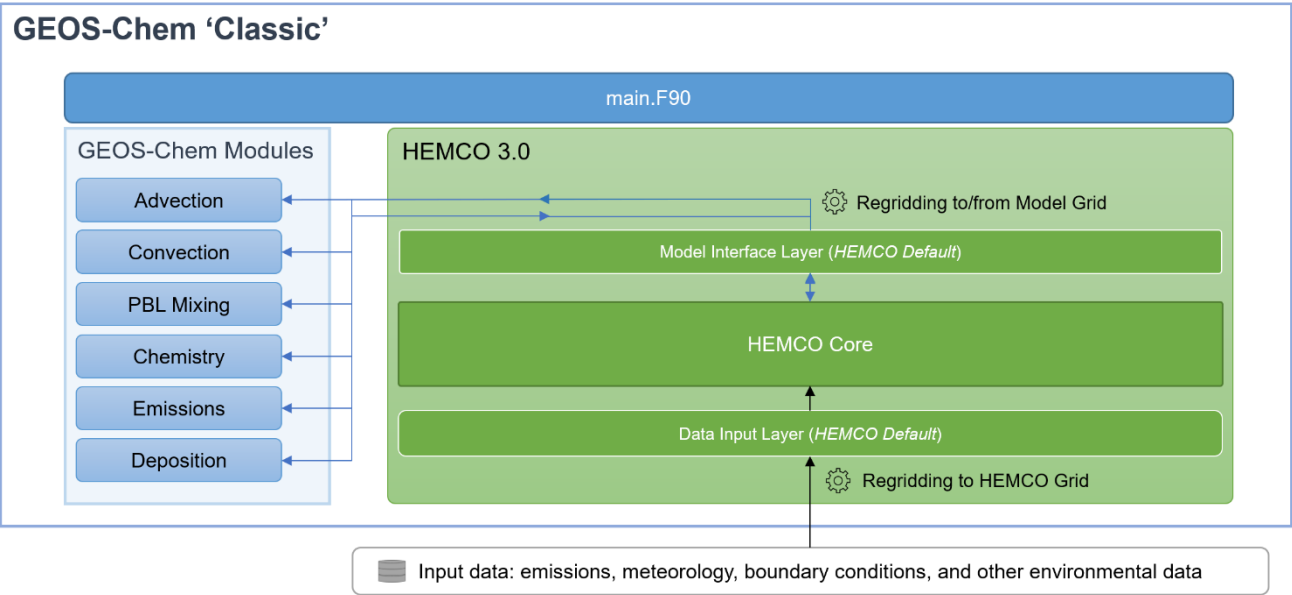 GEOS-Chem ‘Classic’
main.F90
GEOS-Chem Modules
Advection
Convection
PBL Mixing
Chemistry
Emissions
Deposition
HEMCO 3.0
Regridding to/from Model Grid
Model Interface Layer (HEMCO Default)
HEMCO Core
Data Input Layer (HEMCO Default)
Regridding to HEMCO Grid
Input data: emissions, meteorology, boundary conditions, and other environmental data